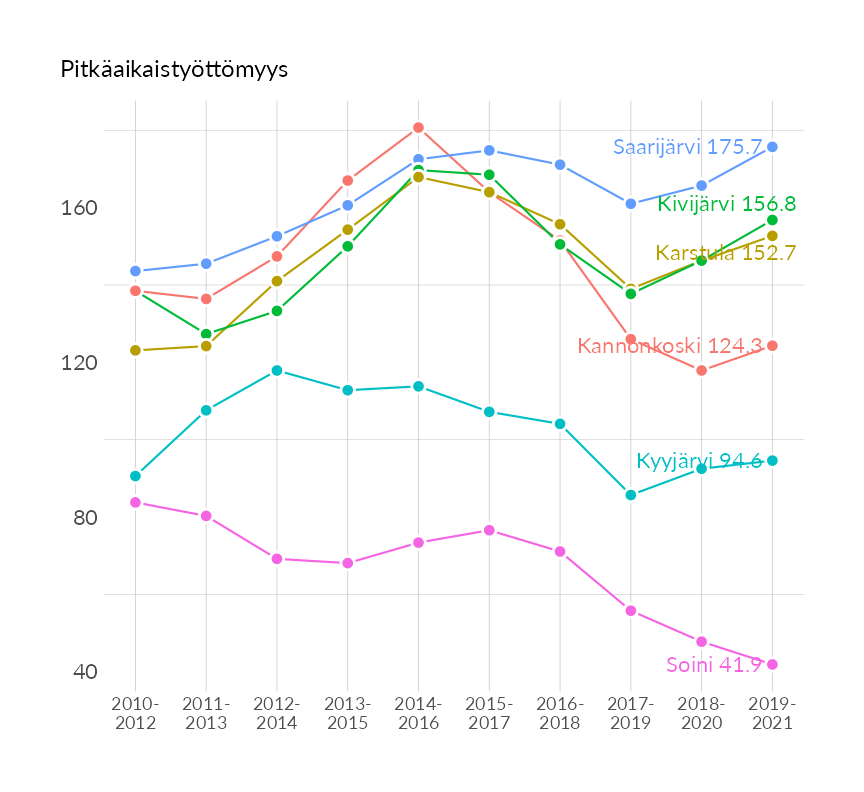 Pitkäaikaistyöttömyys
Saarijärvi 175.7
160
Kivijärvi 156.8
Karstula 152.7
Kannonkoski 124.3
120
Kyyjärvi 94.6
80
Soini 41.9
40
2010- 2011- 2012- 2013- 2014- 2015- 2016- 2017- 2018- 2019-
2012 2013 2014 2015 2016 2017 2018 2019 2020 2021